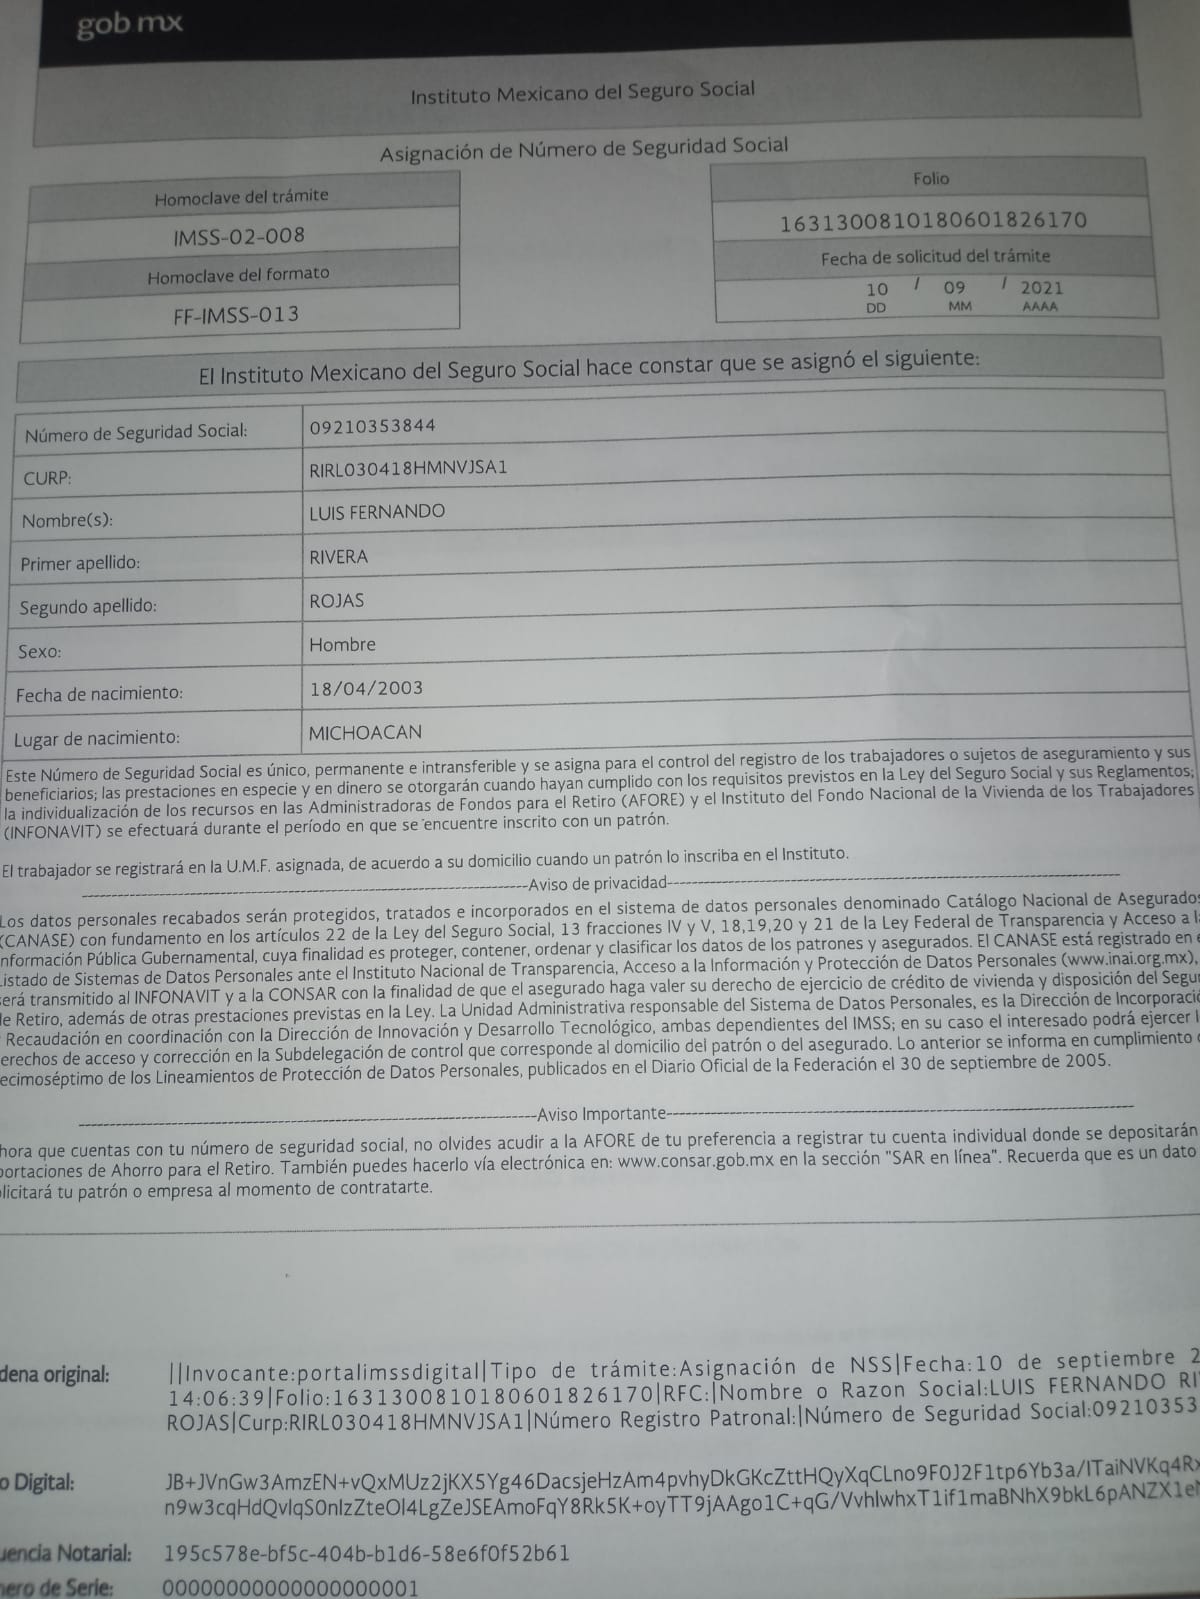 gob mx
Instituto Mexicano del Seguro Social
Asignación de Número de Seguridad Social
Homoclave del trámite
IMSS-02-008
Homoclave del formato
FF-IMSS-013
Folio
1631300810180601826170
Fecha de solicitud del trámite
10 / 09 / 2021
DD MM AAAA
El Instituto Mexicano del Seguro Social hace constar que se asignó el siguiente:
Número de Seguridad Social: 09210353844
CURP: RIRL030418HMNVJSA1
Nombre(s): LUIS FERNANDO
Primer apellido: RIVERA
Segundo apellido: ROJAS
Sexo: Hombre
Fecha de nacimiento: 18/04/2003
Lugar de nacimiento: MICHOACAN
Este Número de Seguridad Social es único, permanente e intransferible y se asigna para el control del registro de los trabajadores o sujetos de aseguramiento y sus
beneficiarios; las prestaciones en especie y en dinero se otorgarán cuando hayan cumplido con los requisitos previstos en la Ley del Seguro Social y sus Reglamentos;
la individualización de los recursos en las Administradoras de Fondos para el Retiro (AFORE) y el Instituto del Fondo Nacional de la Vivienda de los Trabajadores
(INFONAVIT) se efectuará durante el período en que se encuentre inscrito con un patrón.
El trabajador se registrará en la U.M.F. asignada, de acuerdo a su domicilio cuando un patrón lo inscriba en el Instituto.
Aviso de privacidad
Los datos personales recabados serán protegidos, tratados e incorporados en el sistema de datos personales denominado Catálogo Nacional de Asegurados
(CANASE) con fundamento en los artículos 22 de la Ley del Seguro Social, 13 fracciones IV y V, 18,19,20 y 21 de la Ley Federal de Transparencia y Acceso a l
nformación Pública Gubernamental, cuya finalidad es proteger, contener, ordenar y clasificar los datos de los patrones y asegurados. El CANASE está registrado en e
Listado de Sistemas de Datos Personales ante el Instituto Nacional de Transparencia, Acceso a la Información y Protección de Datos Personales (www.inai.org.mx),
será transmitido al INFONAVIT y a la CONSAR con la finalidad de que el asegurado haga valer su derecho de ejercicio de crédito de vivienda y disposición del Segur
de Retiro, además de otras prestaciones previstas en la Ley. La Unidad Administrativa responsable del Sistema de Datos Personales, es la Dirección de Incorporació
Recaudación en coordinación con la Dirección de Innovación y Desarrollo Tecnológico, ambas dependientes del IMSS; en su caso el interesado podrá ejercer l
erechos de acceso y corrección en la Subdelegación de control que corresponde al domicilio del patrón o del asegurado. Lo anterior se informa en cumplimiento
ecimoséptimo de los Lineamientos de Protección de Datos Personales, publicados en el Diario Oficial de la Federación el 30 de septiembre de 2005.
Aviso Importante
hora que cuentas con tu número de seguridad social, no olvides acudir a la AFORE de tu preferencia a registrar tu cuenta individual donde se depositarán
portaciones de Ahorro para el Retiro. También puedes hacerlo vía electrónica en: www.consar.gob.mx en la sección "SAR en línea". Recuerda que es un dato
licitará tu patrón o empresa al momento de contratarte.
dena original: ||Invocante:portalimssdigital|Tipo de trámite:Asignación de NSS|Fecha:10 de septiembre 2
14:06:39|Folio:1631300810180601826170|RFC:|Nombre o Razon Social:LUIS FERNANDO RI
ROJAS|Curp:RIRL030418HMNVJSA1|Número Registro Patronal:|Número de Seguridad Social:09210353
o Digital: JB+JVnGw3AmzEN+vQxMUz2jKX5Yg46DacsjeHzAm4pvhyDkGKcZttHQyXqCLno9F0J2F1tp6Yb3a/ITaiNVKq4Rx
n9w3cqHdQvlqS0nIzZteOl4LgZeJSEAmoFqY8Rk5K+oyTT9jAAgo1C+qG/VvhlwhxT1if1maBNhX9bkL6pANZX1eN
uencia Notarial: 195c578e-bf5c-404b-b1d6-58e6f0f52b61
mero de Serie: 00000000000000000001